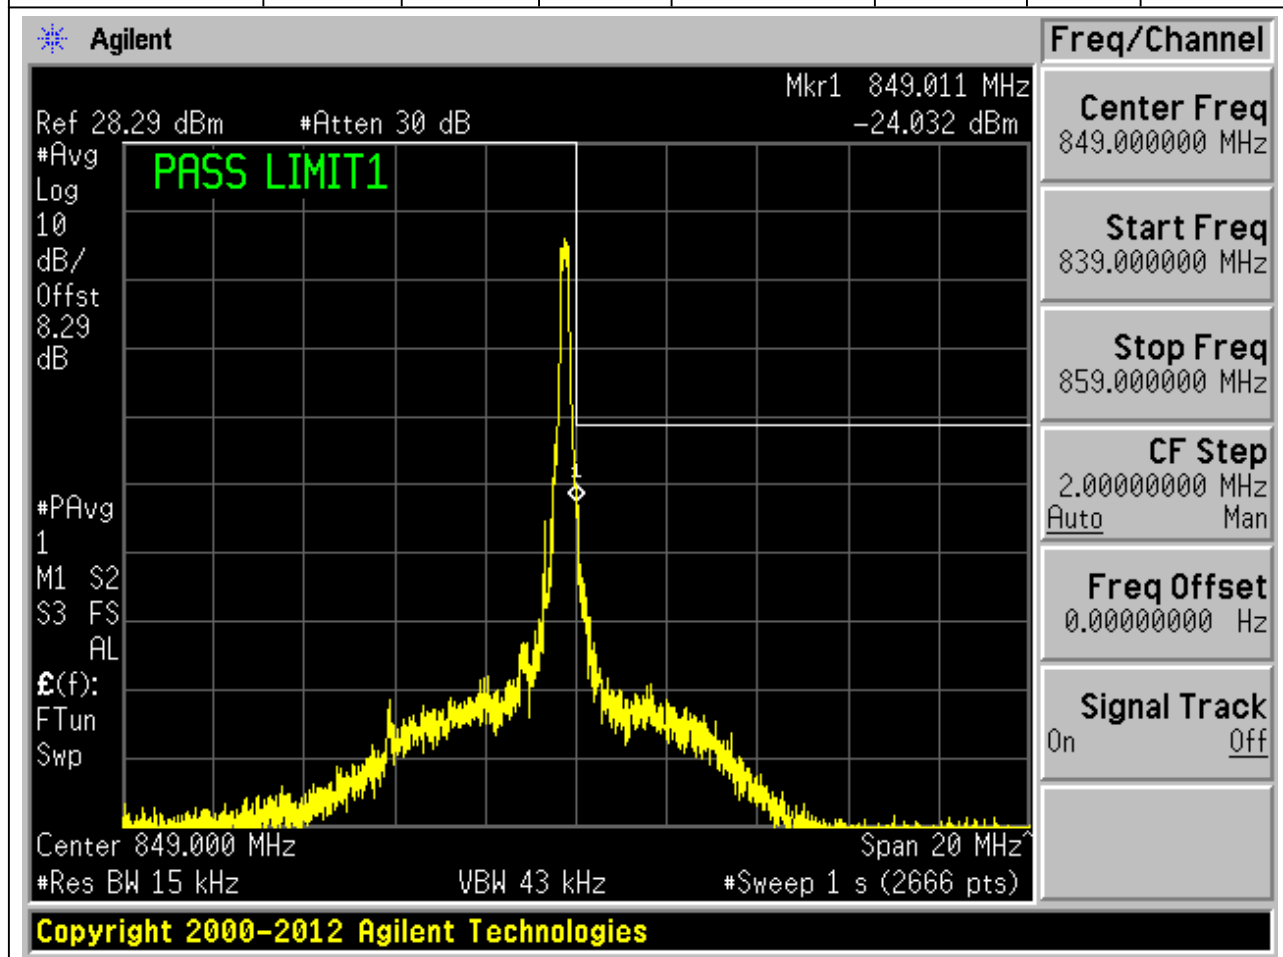 Agilent
Freq/Channel
Mkr1 849.011 MHz
Ref 28.29 dBm #Atten 30 dB -24.032 dBm
#Avg
Log
10
dB/
Offst
8.29
dB
PASS LIMIT1
1
#PAvg
1
M1 S2
S3 FS
AL
£(f):
FTun
Swp
Center 849.000 MHz Span 20 MHz^
#Res BW 15 kHz VBW 43 kHz #Sweep 1 s (2666 pts)
Center Freq
849.000000 MHz
Start Freq
839.000000 MHz
Stop Freq
859.000000 MHz
CF Step
2.00000000 MHz
Auto Man
Freq Offset
0.00000000 Hz
Signal Track
On Off
Copyright 2000-2012 Agilent Technologies